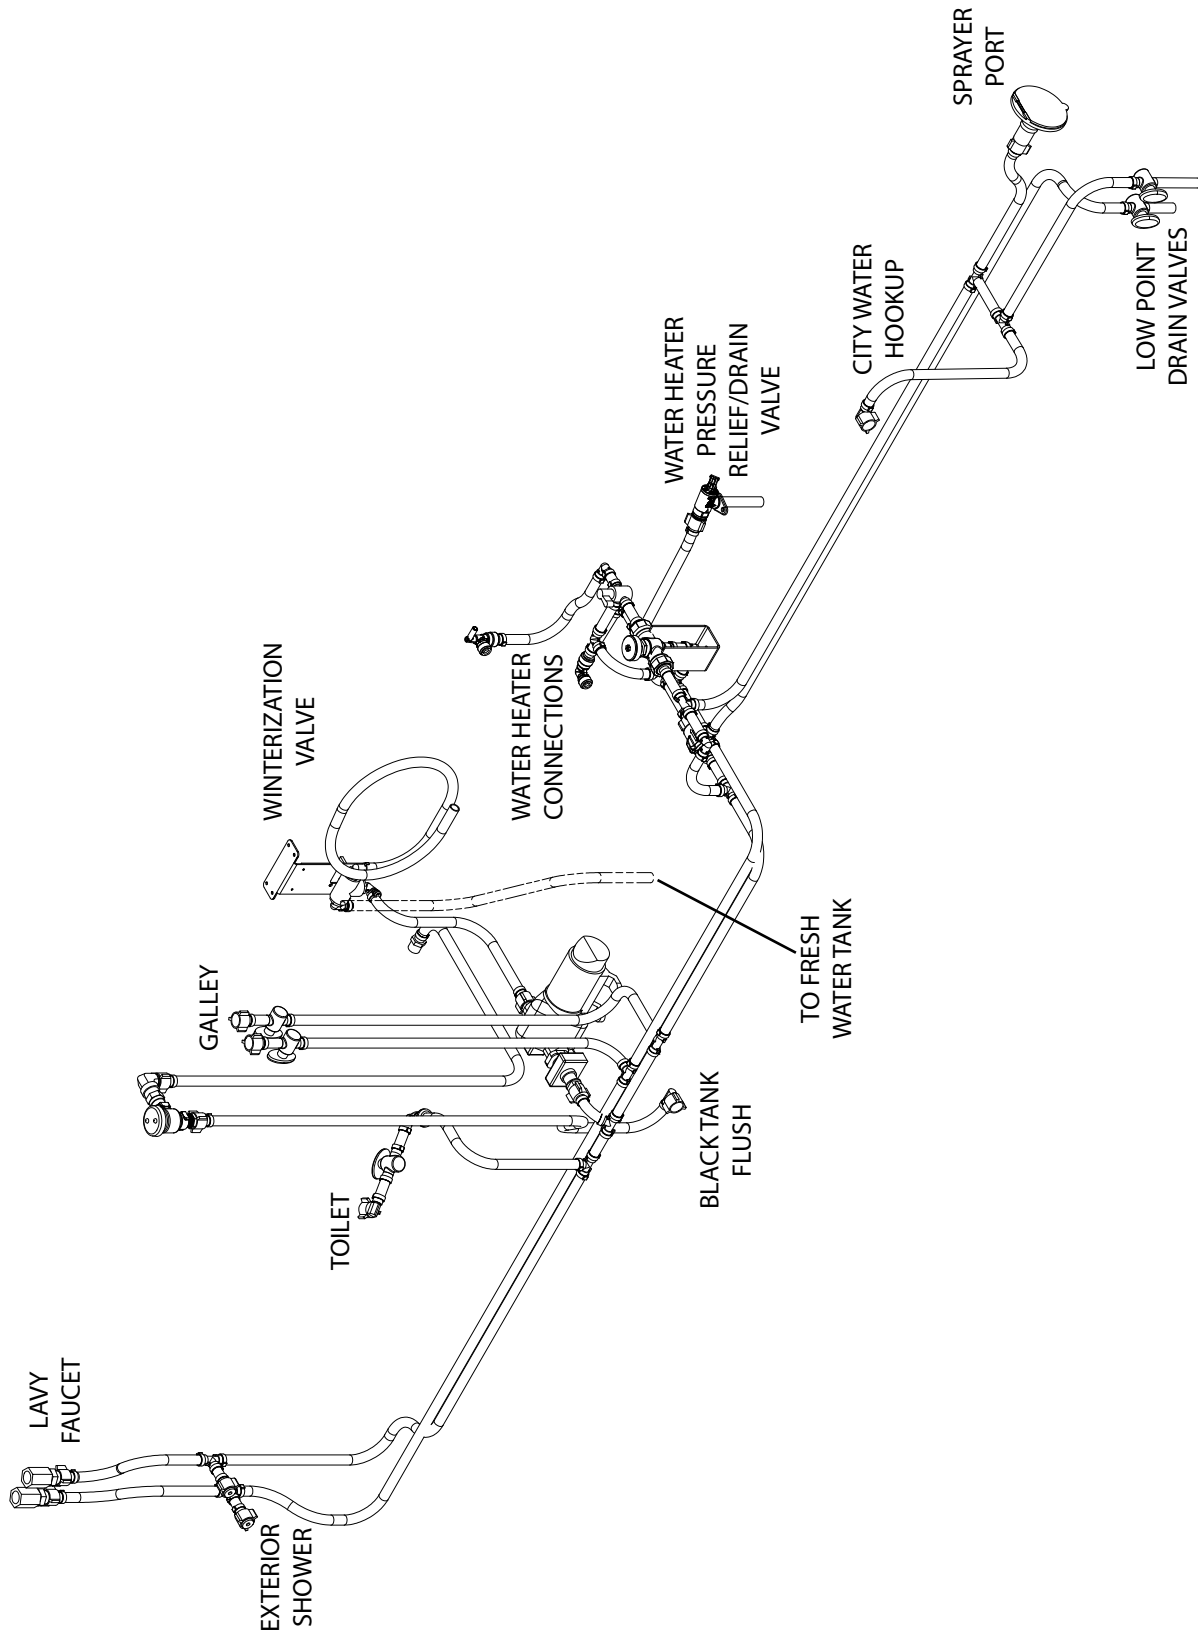 LAVY
FAUCET
EXTERIOR
SHOWER
TOILET
GALLEY
WINTERIZATION
VALVE
BLACK TANK
FLUSH
TO FRESH
WATER TANK
WATER HEATER
CONNECTIONS
WATER HEATER
PRESSURE
RELIEF/DRAIN
VALVE
CITY WATER
HOOKUP
SPRAYER
PORT
LOW POINT
DRAIN VALVES